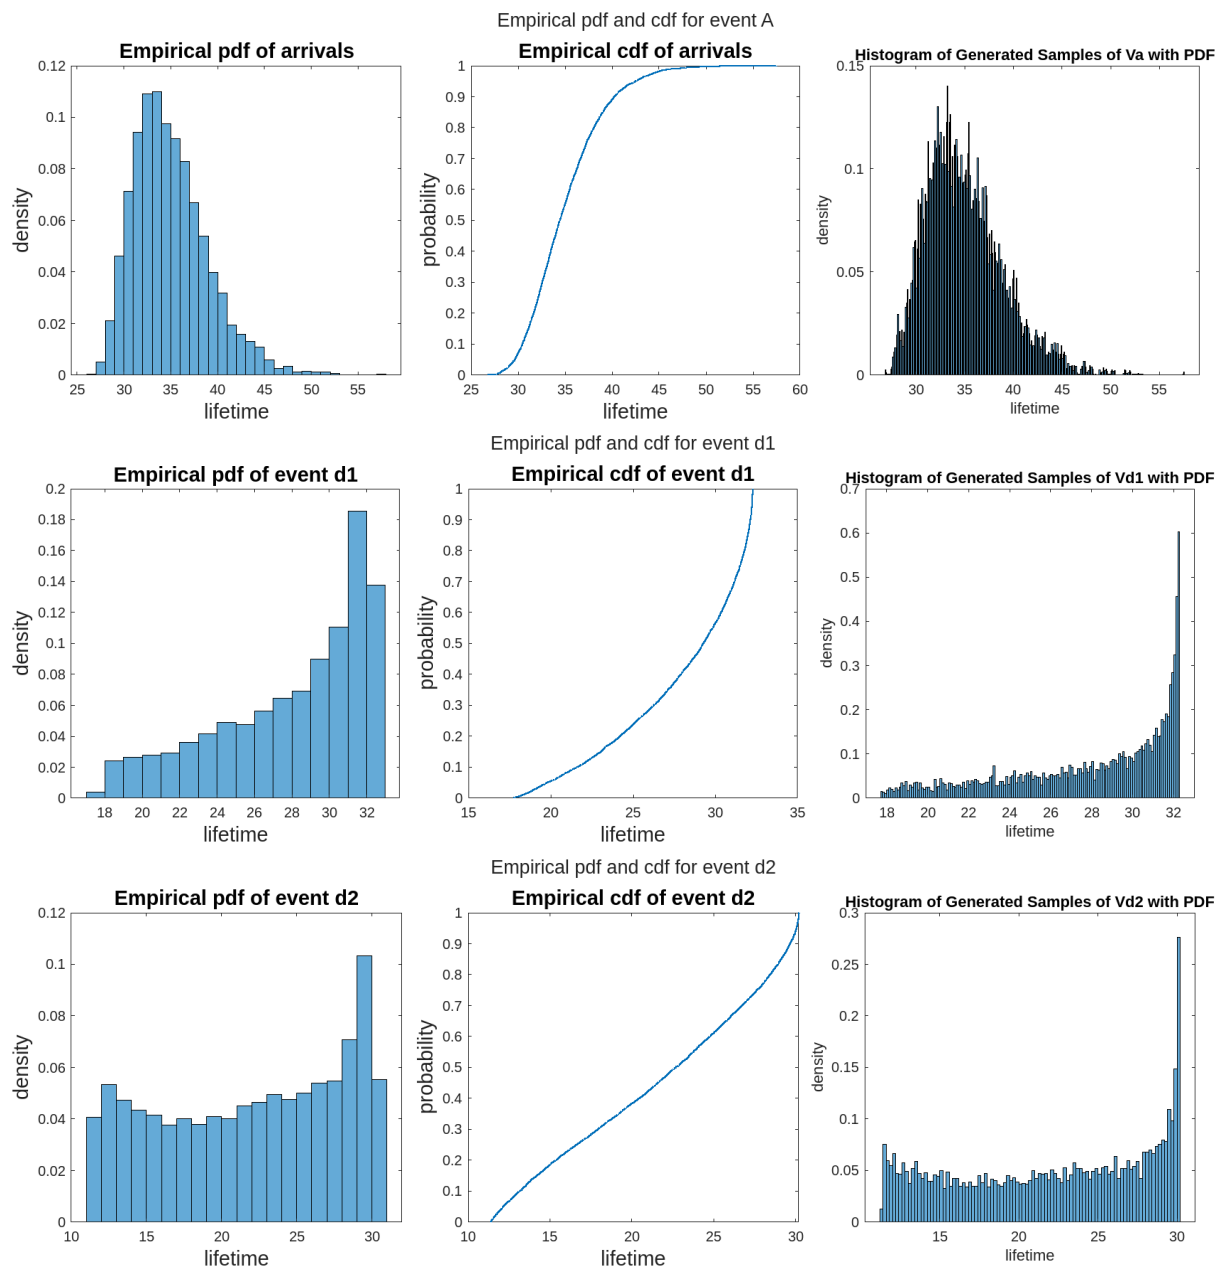 Empirical pdf and cdf for event A
Empirical pdf of arrivals
0.12
0.1
0.08
0.06
0.04
0.02
0
density
25 30 35 40 45 50 55
lifetime
Empirical cdf of arrivals
1
0.9
0.8
0.7
0.6
0.5
0.4
0.3
0.2
0.1
0
probability
25 30 35 40 45 50 55 60
lifetime
Histogram of Generated Samples of Va with PDF
0.15
0.1
0.05
0
density
30 35 40 45 50 55
lifetime
Empirical pdf and cdf for event d1
Empirical pdf of event d1
0.2
0.18
0.16
0.14
0.12
0.1
0.08
0.06
0.04
0.02
0
density
18 20 22 24 26 28 30 32
lifetime
Empirical cdf of event d1
1
0.9
0.8
0.7
0.6
0.5
0.4
0.3
0.2
0.1
0
probability
15 20 25 30 35
lifetime
Histogram of Generated Samples of Vd1 with PDF
0.7
0.6
0.5
0.4
0.3
0.2
0.1
0
density
18 20 22 24 26 28 30 32
lifetime
Empirical pdf and cdf for event d2
Empirical pdf of event d2
0.12
0.1
0.08
0.06
0.04
0.02
0
density
10 15 20 25 30
lifetime
Empirical cdf of event d2
1
0.9
0.8
0.7
0.6
0.5
0.4
0.3
0.2
0.1
0
probability
10 15 20 25 30
lifetime
Histogram of Generated Samples of Vd2 with PDF
0.3
0.25
0.2
0.15
0.1
0.05
0
density
15 20 25 30
lifetime